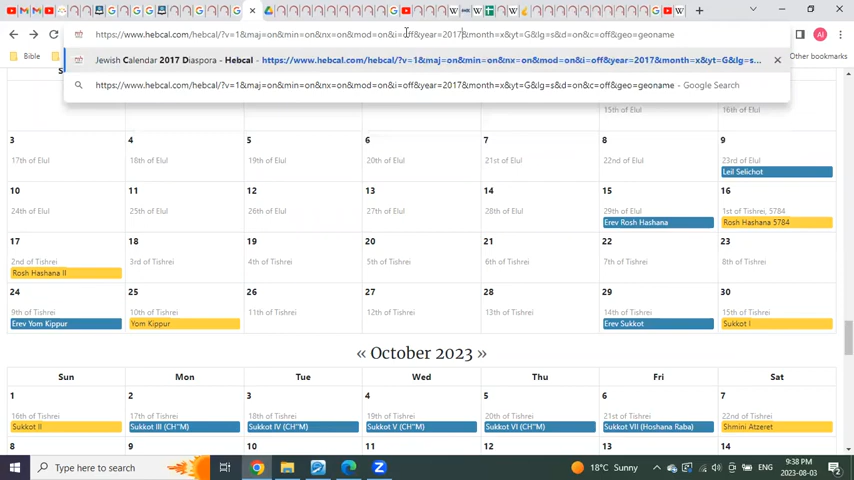 https://www.hebcal.com/hebcal/?v=1&maj=on&min=on&nx=on&mod=on&i=off&year=2017&month=x&yt=G&lg=s&d=on&c=off&geo=geoname
Jewish Calendar 2017 Diaspora - Hebcal - https://www.hebcal.com/hebcal/?v=1&maj=on&min=on&nx=on&mod=on&i=off&year=2017&month=x&yt=G&lg=s...
https://www.hebcal.com/hebcal/?v=1&maj=on&min=on&nx=on&mod=on&i=off&year=2017&month=x&yt=G&lg=s&d=on&c=off&geo=geoname - Google Search
Bible
Other bookmarks
15th of Elul 16th of Elul
3 4 5 6 7 8 9
17th of Elul 18th of Elul 19th of Elul 20th of Elul 21st of Elul 22nd of Elul 23rd of Elul
Leil Selichot
10 11 12 13 14 15 16
24th of Elul 25th of Elul 26th of Elul 27th of Elul 28th of Elul 29th of Elul 1st of Tishrei, 5784
Erev Rosh Hashana Rosh Hashana 5784
17 18 19 20 21 22 23
2nd of Tishrei 3rd of Tishrei 4th of Tishrei 5th of Tishrei 6th of Tishrei 7th of Tishrei 8th of Tishrei
Rosh Hashana II
24 25 26 27 28 29 30
9th of Tishrei 10th of Tishrei 11th of Tishrei 12th of Tishrei 13th of Tishrei 14th of Tishrei 15th of Tishrei
Erev Yom Kippur Yom Kippur Erev Sukkot Sukkot I
« October 2023 »
Sun Mon Tue Wed Thu Fri Sat
1 2 3 4 5 6 7
16th of Tishrei 17th of Tishrei 18th of Tishrei 19th of Tishrei 20th of Tishrei 21st of Tishrei 22nd of Tishrei
Sukkot II Sukkot III (CH''M) Sukkot IV (CH''M) Sukkot V (CH''M) Sukkot VI (CH''M) Sukkot VII (Hoshana Raba) Shmini Atzeret
8 9 10 11 12 13 14
Type here to search
18°C Sunny
ENG
9:38 PM
2023-08-03
2